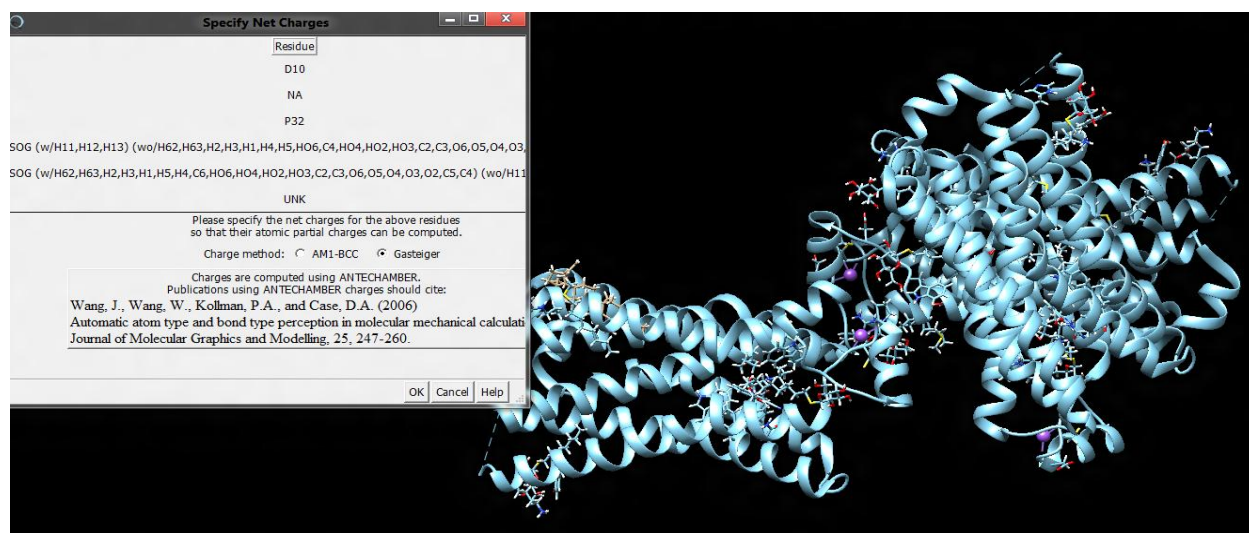 Specify Net Charges
Residue
D10
NA
P32
SOG (w/H11,H12,H13) (wo/H62,H63,H2,H3,H1,H4,H5,HO6,C4,HO4,HO2,HO3,C2,C3,O6,O5,O4,O3,
SOG (w/H62,H63,H2,H3,H1,H5,H4,C6,HO6,HO4,HO2,HO3,C2,C3,O6,O5,O4,O3,O2,C5,C4) (wo/H11
UNK
Please specify the net charges for the above residues
so that their atomic partial charges can be computed.
Charge method: AM1-BCC Gasteiger
Charges are computed using ANTECHAMBER.
Publications using ANTECHAMBER charges should cite:
Wang, J., Wang, W., Kollman, P.A., and Case, D.A. (2006)
Automatic atom type and bond type perception in molecular mechanical calculati
Journal of Molecular Graphics and Modelling, 25, 247-260.
OK Cancel Help